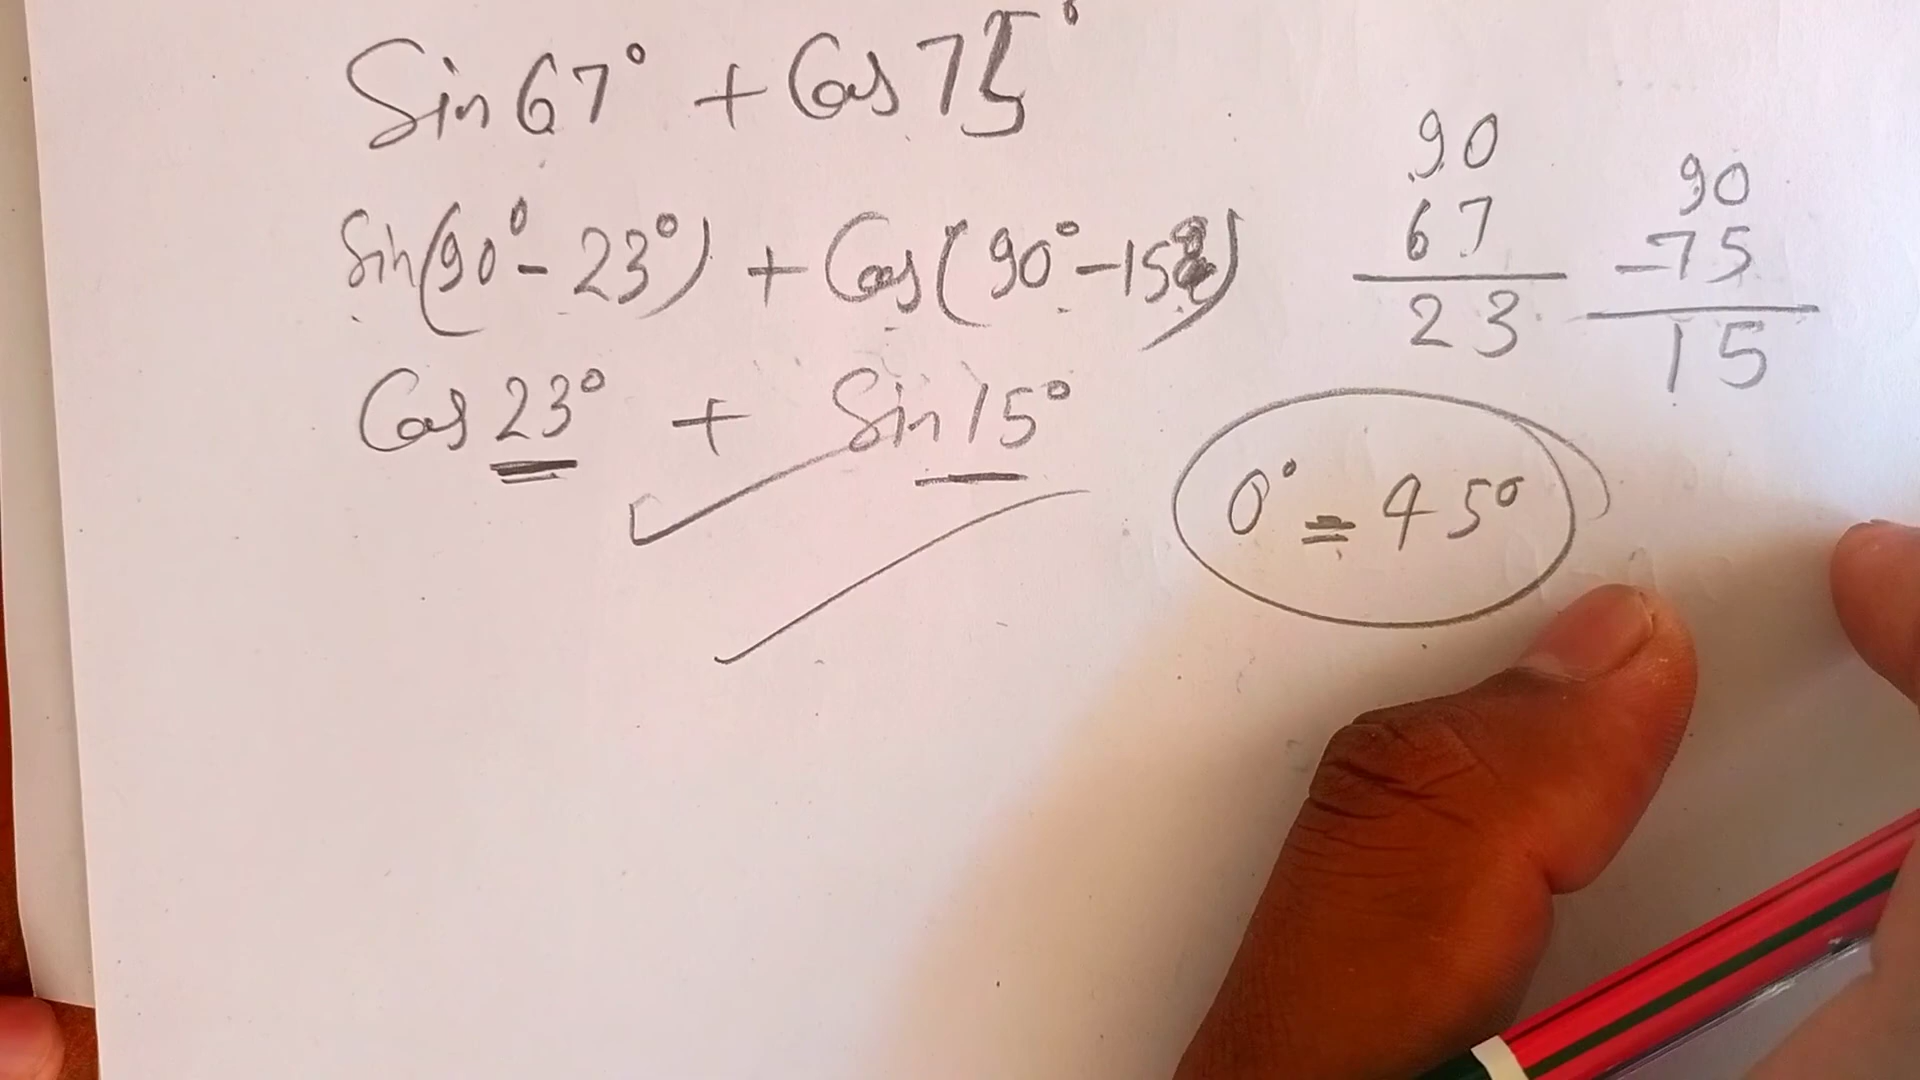 Sin 67° + Cos 75°
Sin(90° - 23°) + Cos(90° - 15°)
Cos 23° + Sin 15°
90
67
23
90
-75
15
0° = 45°